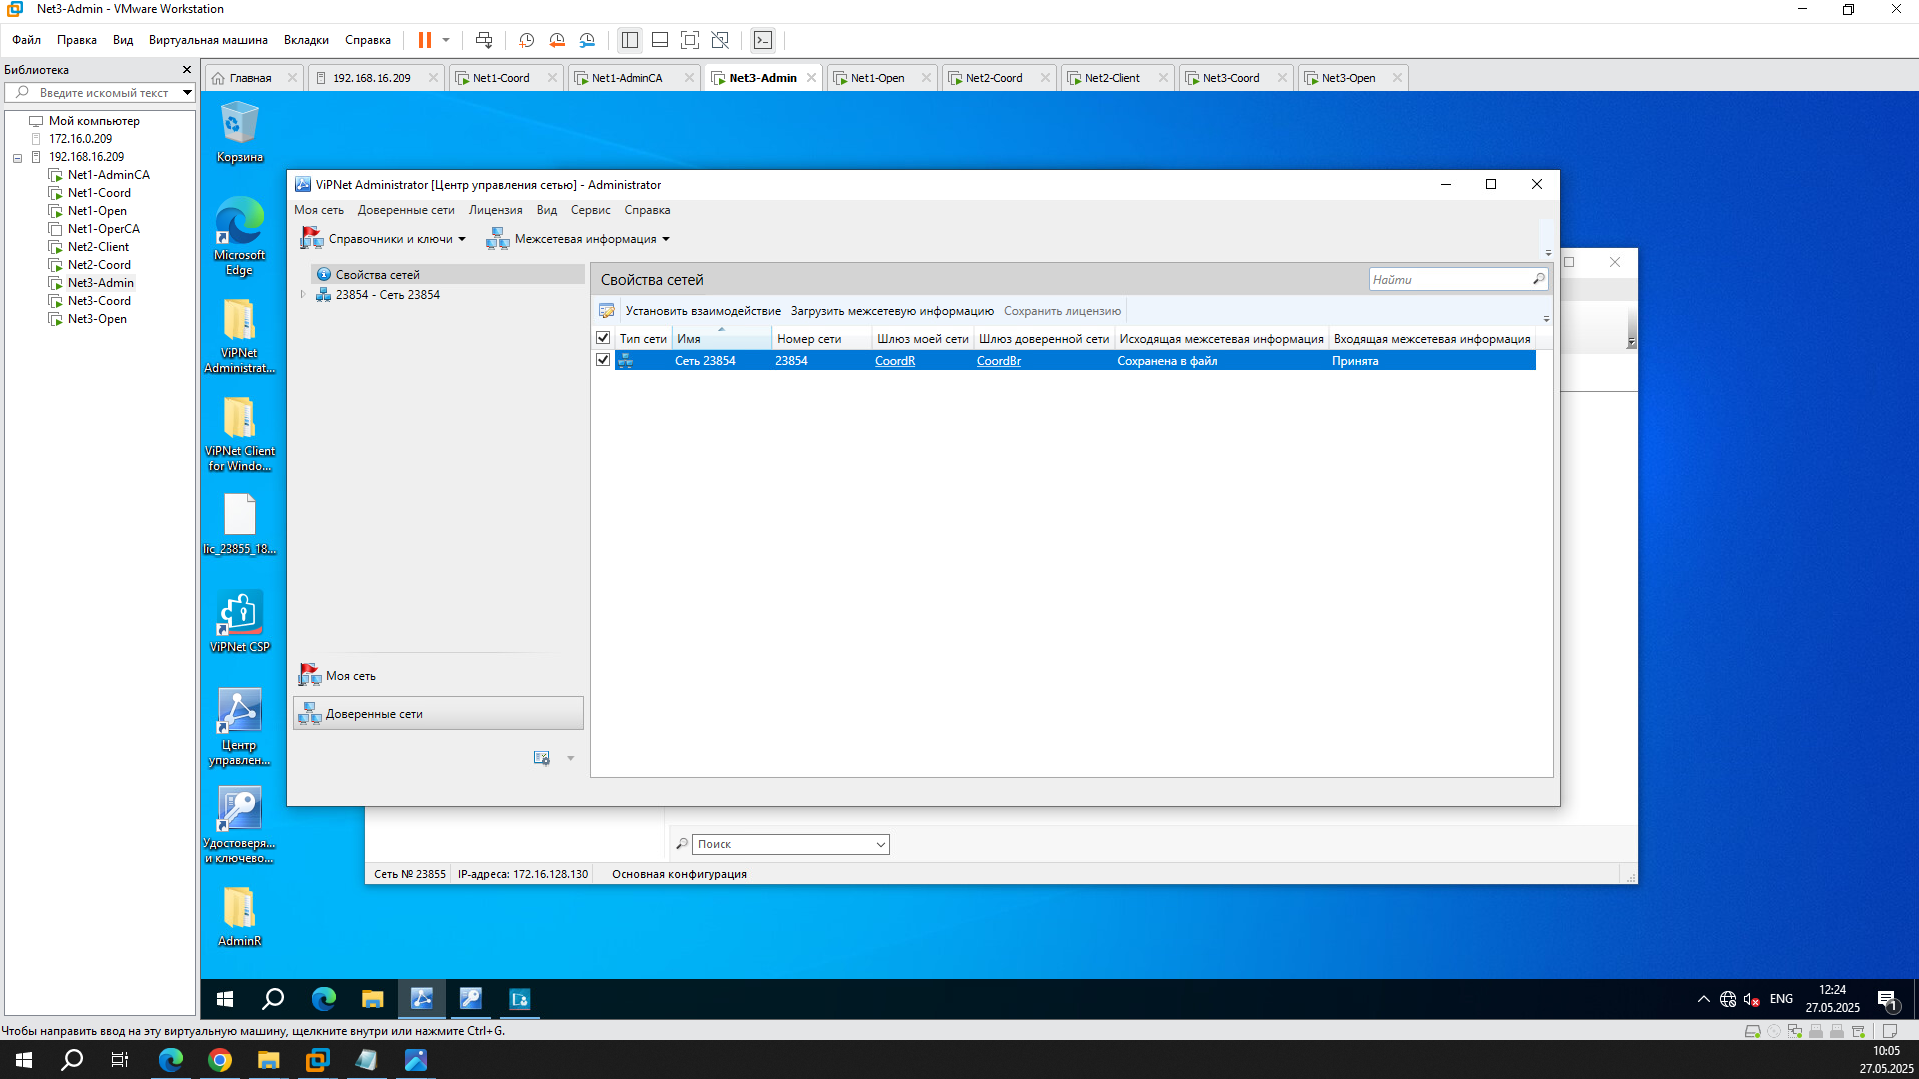 Net3-Admin - VMware Workstation
Файл Правка Вид Виртуальная машина Вкладки Справка
Библиотека
Введите искомый текст
Мой компьютер
172.16.0.209
192.168.16.209
Net1-AdminCA
Net1-Coord
Net1-Open
Net1-OperCA
Net2-Client
Net2-Coord
Net3-Admin
Net3-Coord
Net3-Open
Главная 192.168.16.209 Net1-Coord Net1-AdminCA Net3-Admin Net1-Open Net2-Coord Net2-Client Net3-Coord Net3-Open
Корзина
Microsoft
Edge
ViPNet
Administrat...
ViPNet Client
for Windo...
lic_23855_18...
ViPNet CSP
Центр
управлен...
Удостоверя...
и ключево...
AdminR
ViPNet Administrator [Центр управления сетью] - Administrator
Моя сеть Доверенные сети Лицензия Вид Сервис Справка
Справочники и ключи Межсетевая информация
Свойства сетей
23854 - Сеть 23854
Моя сеть
Доверенные сети
Свойства сетей
Найти
Установить взаимодействие Загрузить межсетевую информацию Сохранить лицензию
Тип сети Имя Номер сети Шлюз моей сети Шлюз доверенной сети Исходящая межсетевая информация Входящая межсетевая информация
Сеть 23854 23854 CoordR CoordBr Сохранена в файл Принята
Поиск
Сеть № 23855 IP-адреса: 172.16.128.130 Основная конфигурация
ENG
12:24
27.05.2025
1
Чтобы направить ввод на эту виртуальную машину, щелкните внутри или нажмите Ctrl+G.
10:05
27.05.2025